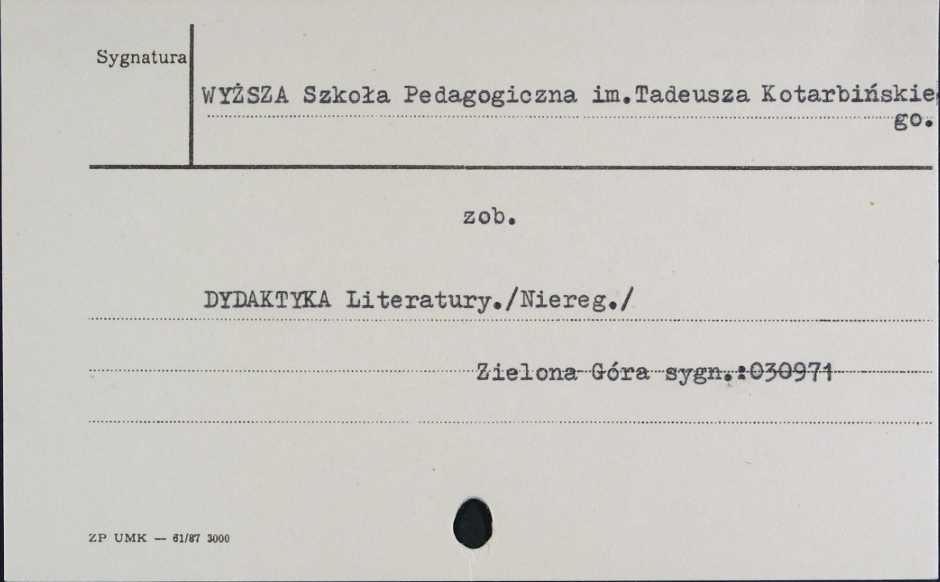 Sygnatura
WYŻSZA Szkoła Pedagogiczna im.Tadeusza Kotarbińskie
go.
zob.
DYDAKTYKA Literatury./Niereg./
Zielona Góra sygn.:030971
ZP UMK — 61/87 3000